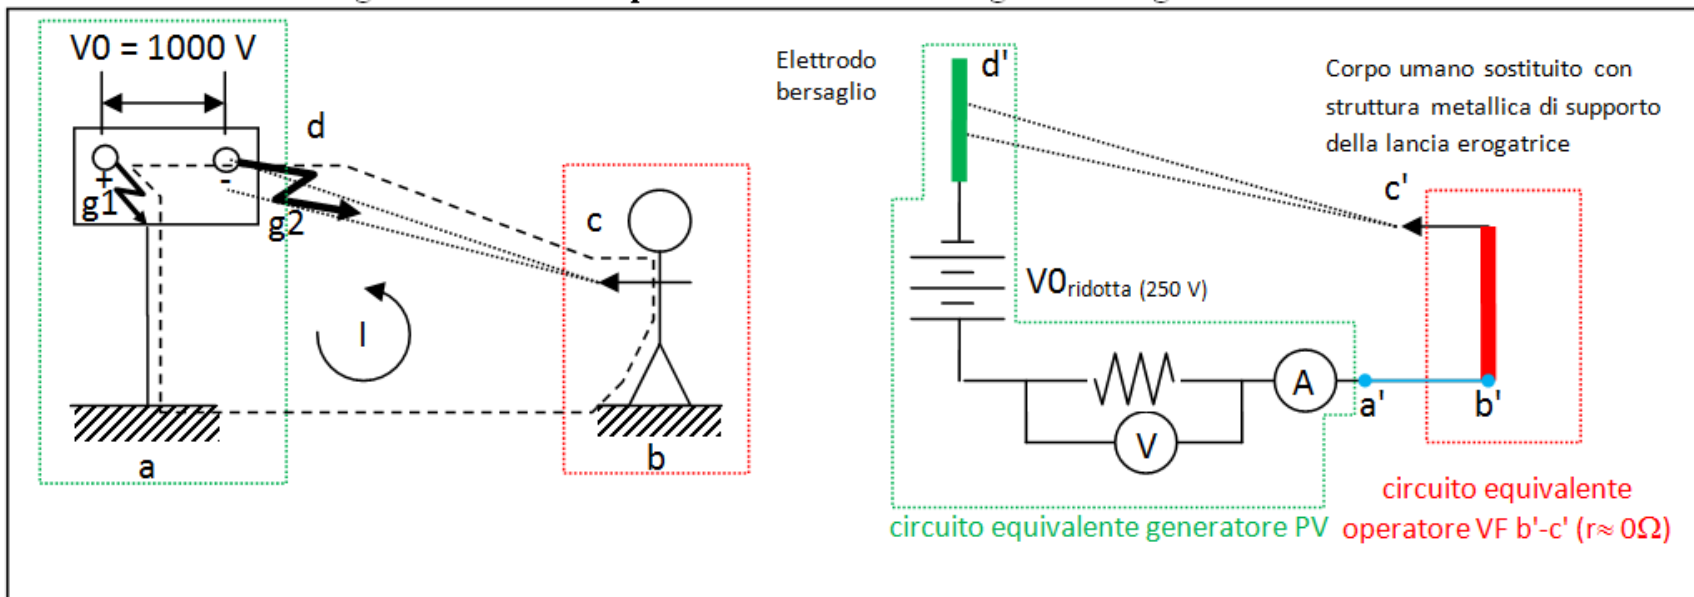 V0 = 1000 V
d
+
-
g1
g2
c
I
a
b
Elettrodo
bersaglio
d'
V0ridotta (250 V)
V
A
a'
b'
c'
Corpo umano sostituito con
struttura metallica di supporto
della lancia erogatrice
circuito equivalente generatore PV
circuito equivalente
operatore VF b'-c' (r≈ 0Ω)